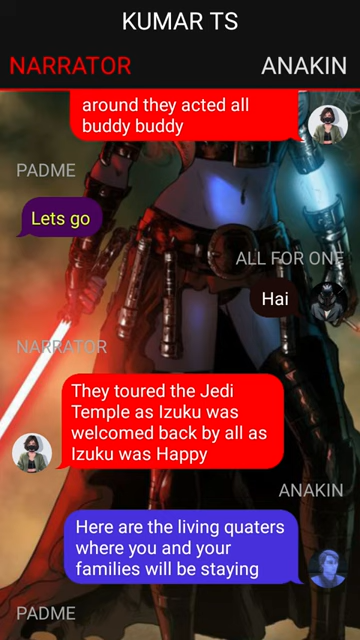 KUMAR TS
NARRATOR ANAKIN
around they acted all
buddy buddy
PADME
Lets go
ALL FOR ONE
Hai
NARRATOR
They toured the Jedi
Temple as Izuku was
welcomed back by all as
Izuku was Happy
ANAKIN
Here are the living quaters
where you and your
families will be staying
PADME